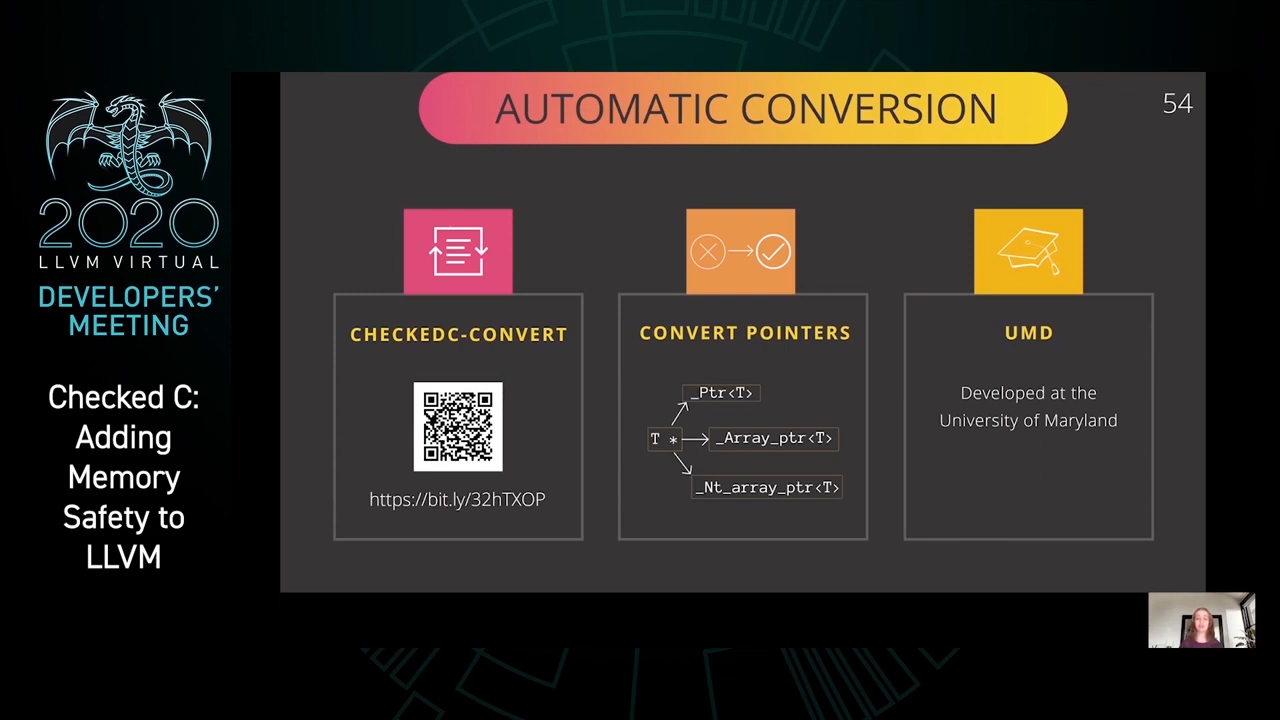 2020
LLVM VIRTUAL
DEVELOPERS'
MEETING
Checked C:
Adding
Memory
Safety to
LLVM
AUTOMATIC CONVERSION
54
CHECKEDC-CONVERT
https://bit.ly/32hTXOP
CONVERT POINTERS
_Ptr<T>
T *
_Array_ptr<T>
_Nt_array_ptr<T>
UMD
Developed at the
University of Maryland